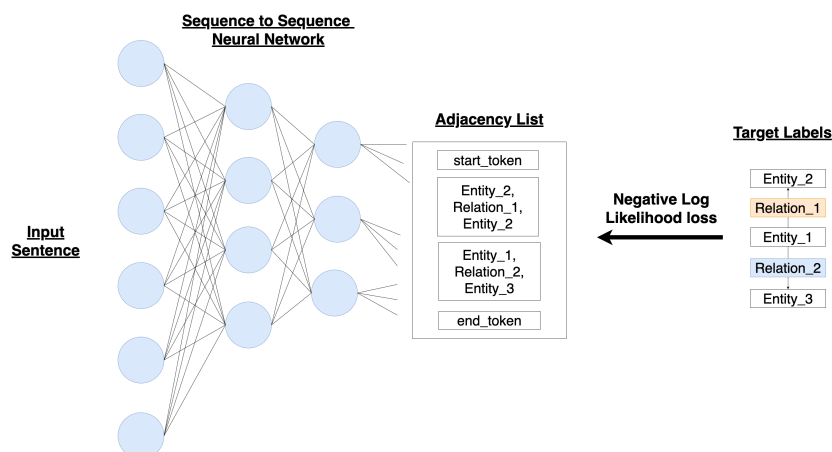 Sequence to Sequence
Neural Network
Input
Sentence
Adjacency List
start_token
Entity_2,
Relation_1,
Entity_2
Entity_1,
Relation_2,
Entity_3
end_token
Negative Log
Likelihood loss
Target Labels
Entity_2
Relation_1
Entity_1
Relation_2
Entity_3